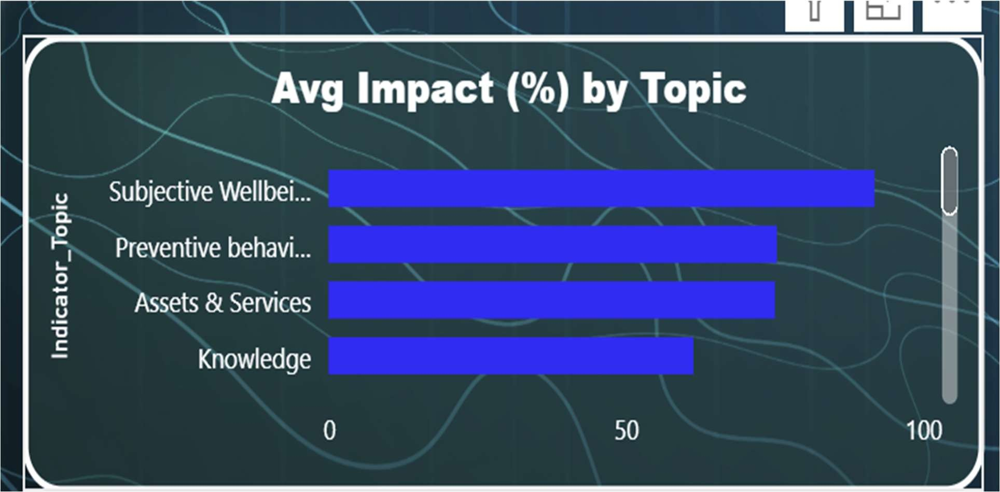 Avg Impact (%) by Topic
Indicator_Topic
Subjective Wellbei...
Preventive behavi...
Assets & Services
Knowledge
0 50 100